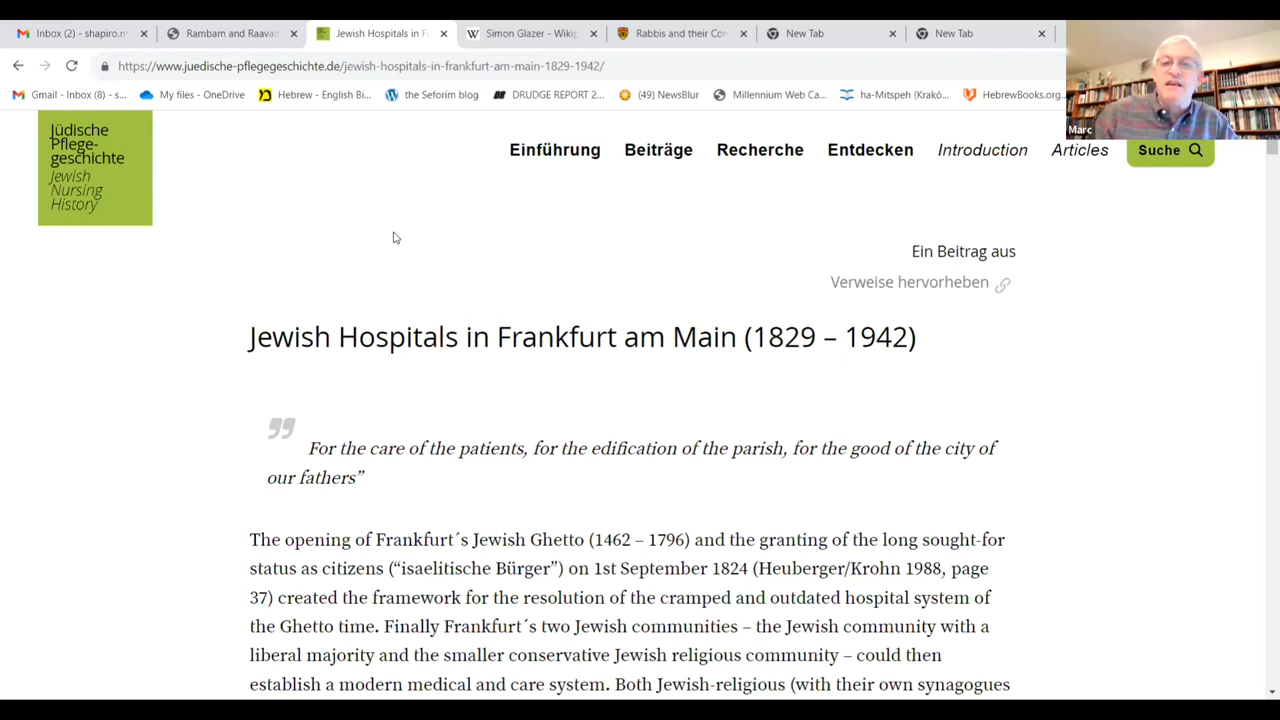 Inbox (2) - shapiro.m
Rambam and Raavad
Jewish Hospitals in Fr
Simon Glazer - Wikip
Rabbis and their Con
New Tab
New Tab
https://www.juedische-pflegegeschichte.de/jewish-hospitals-in-frankfurt-am-main-1829-1942/
Gmail - Inbox (8) - s...
My files - OneDrive
Hebrew - English Bi...
the Seforim blog
DRUDGE REPORT 2...
(49) NewsBlur
Millennium Web Ca...
ha-Mitspeh (Krakó...
HebrewBooks.org...
Marc
Jüdische
Pflege-
geschichte
Jewish
Nursing
History
Einführung Beiträge Recherche Entdecken Introduction Articles Suche
Ein Beitrag aus
Verweise hervorheben
Jewish Hospitals in Frankfurt am Main (1829 – 1942)
For the care of the patients, for the edification of the parish, for the good of the city of
our fathers”
The opening of Frankfurt´s Jewish Ghetto (1462 – 1796) and the granting of the long sought-for
status as citizens (“isaelitische Bürger”) on 1st September 1824 (Heuberger/Krohn 1988, page
37) created the framework for the resolution of the cramped and outdated hospital system of
the Ghetto time. Finally Frankfurt´s two Jewish communities – the Jewish community with a
liberal majority and the smaller conservative Jewish religious community – could then
establish a modern medical and care system. Both Jewish-religious (with their own synagogues